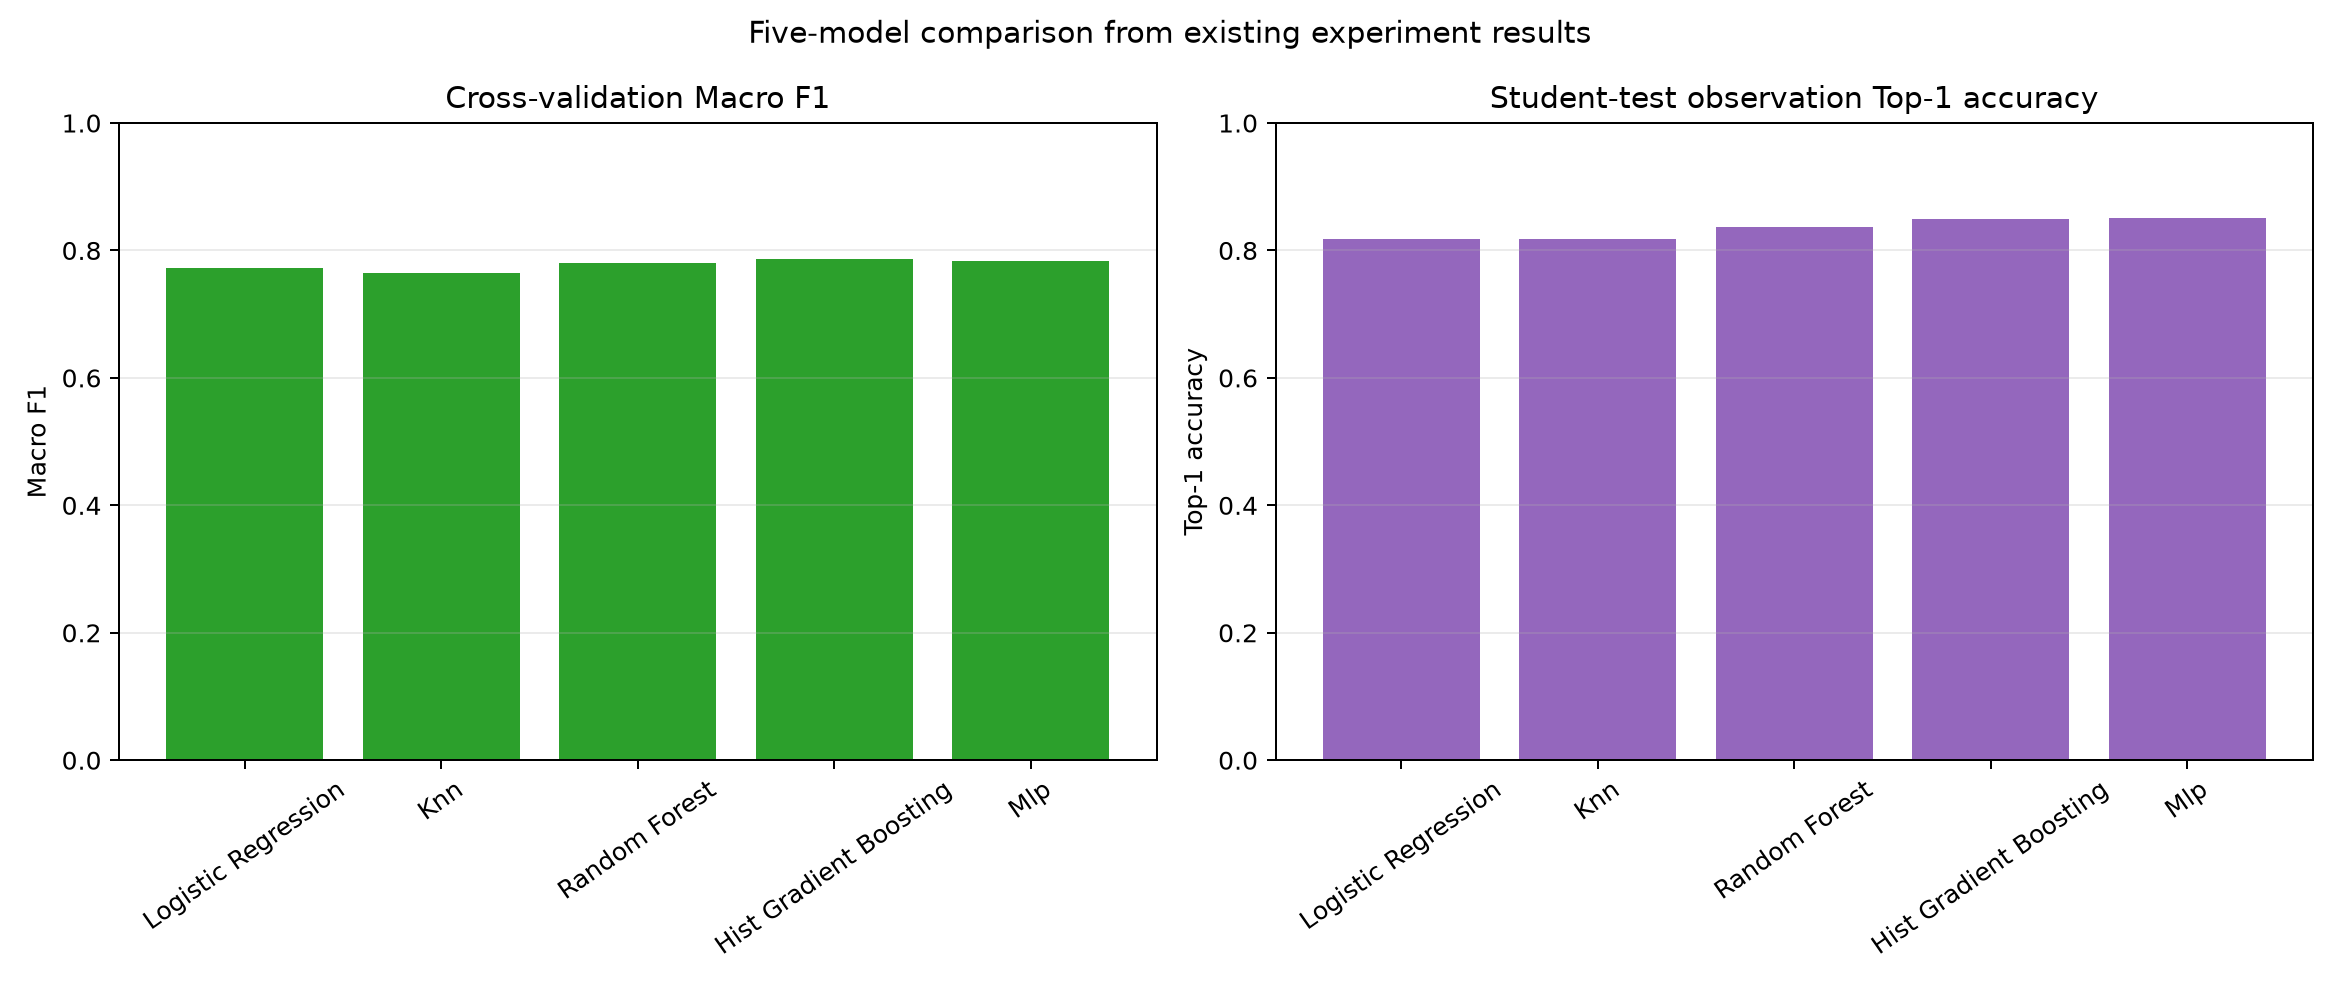 Five-model comparison from existing experiment results
Cross-validation Macro F1
Macro F1
1.0
0.8
0.6
0.4
0.2
0.0
Logistic Regression
Knn
Random Forest
Hist Gradient Boosting
Mlp
Student-test observation Top-1 accuracy
Top-1 accuracy
1.0
0.8
0.6
0.4
0.2
0.0
Logistic Regression
Knn
Random Forest
Hist Gradient Boosting
Mlp